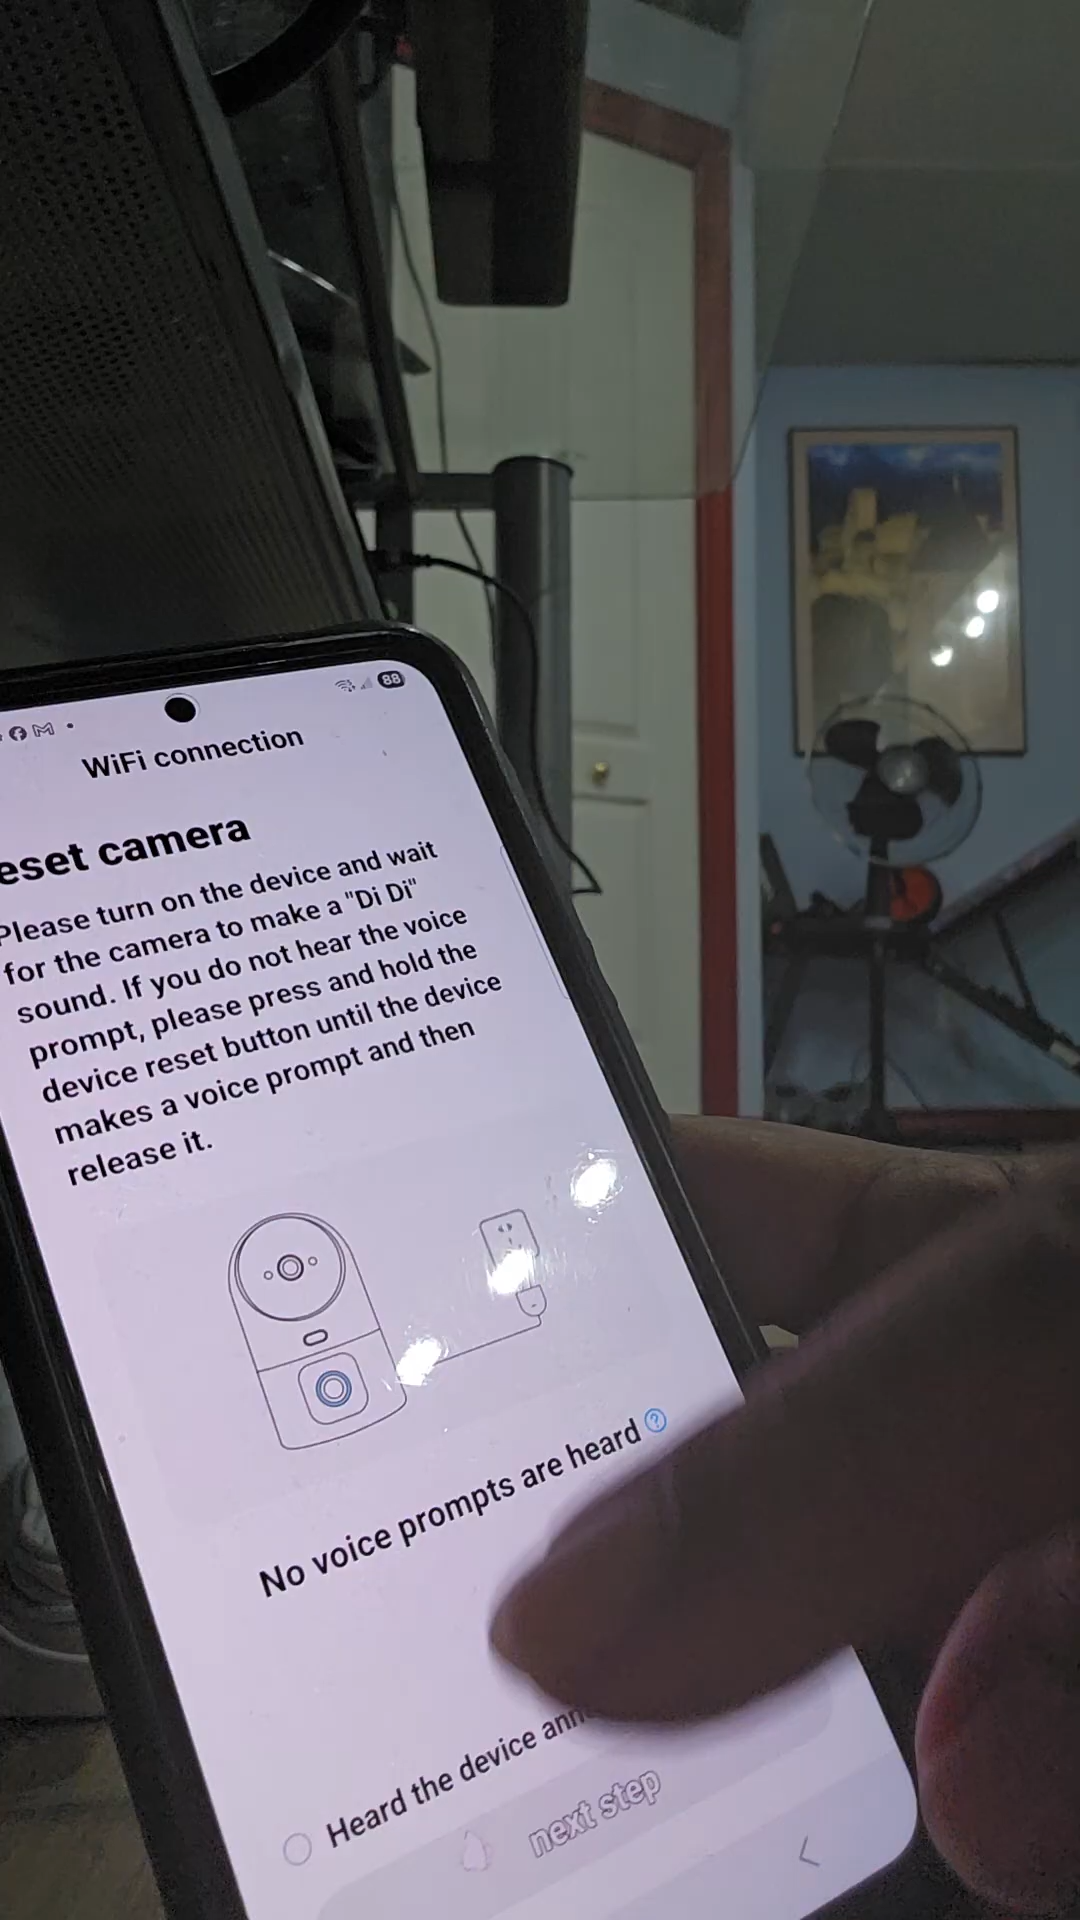 88
WiFi connection
eset camera
Please turn on the device and wait
for the camera to make a "Di Di"
sound. If you do not hear the voice
prompt, please press and hold the
device reset button until the device
makes a voice prompt and then
release it.
No voice prompts are heard ?
Heard the device ann
next step